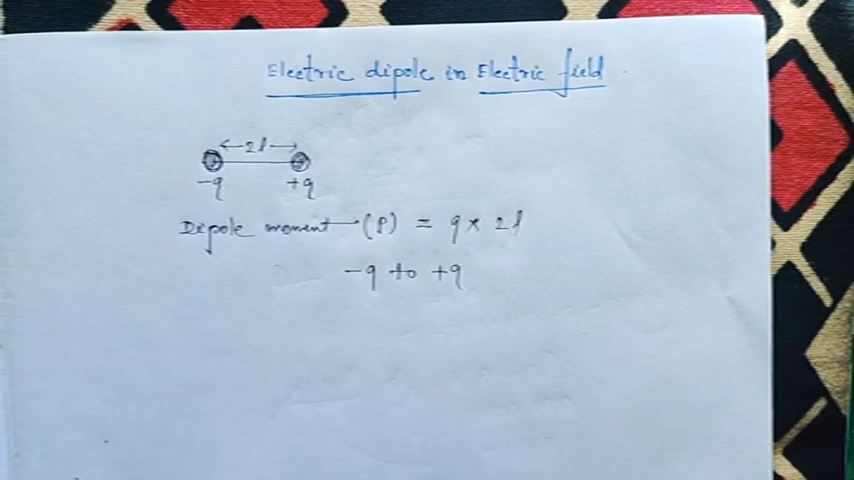 Electric dipole in Electric field
←2l→
-q +q
Dipole moment→(P) = q × 2l
-q to +q